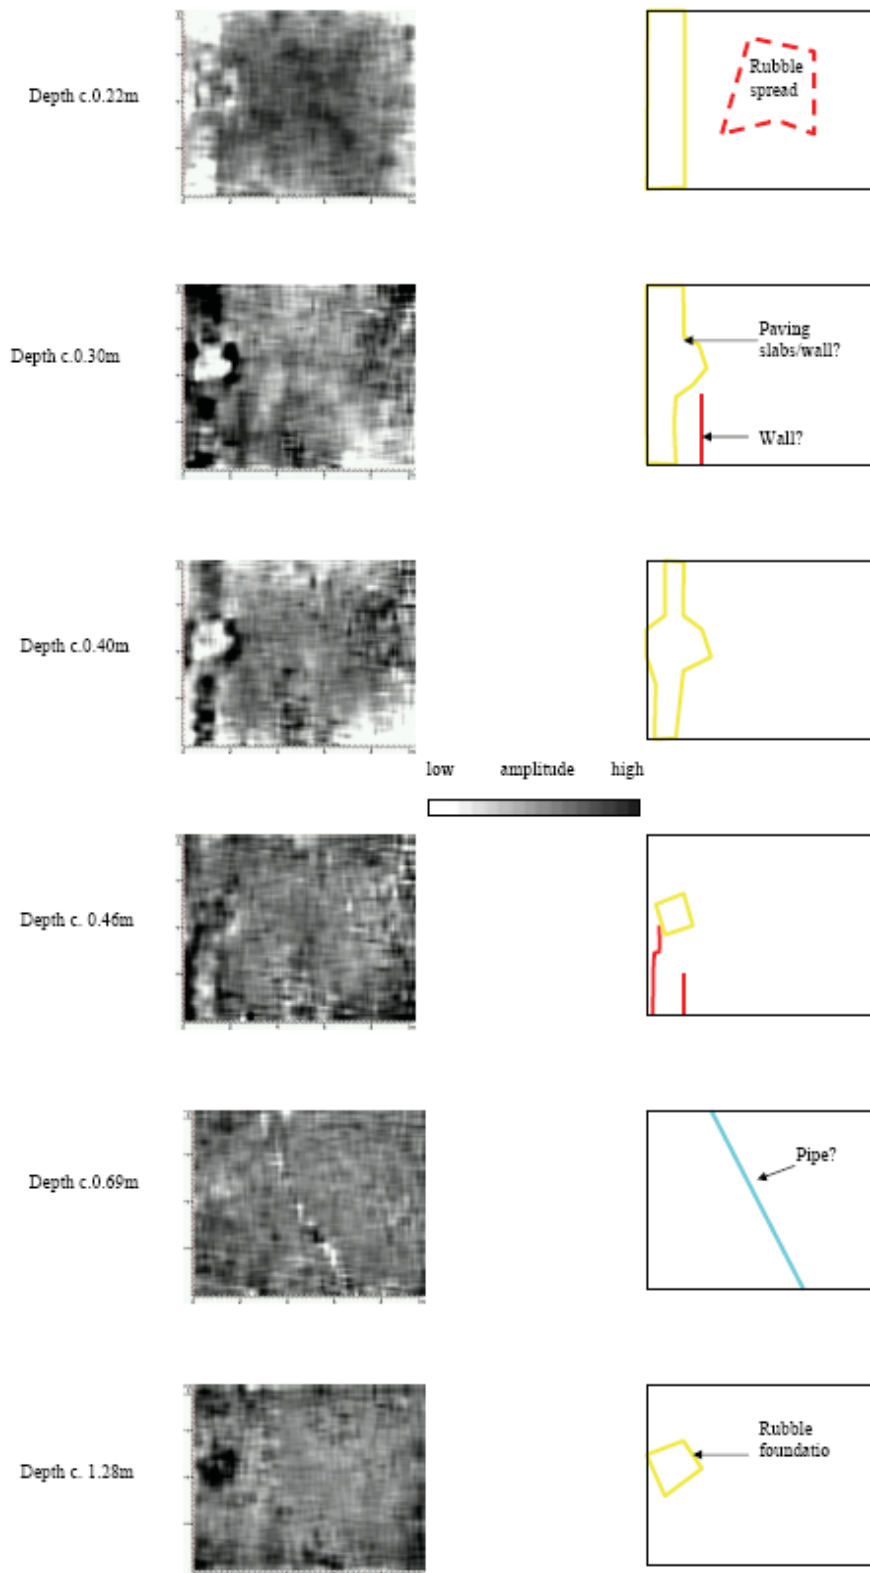 Depth c.0.22m
Rubble
spread
Depth c.0.30m
Paving
slabs/wall?
Wall?
Depth c.0.40m
low amplitude high
Depth c. 0.46m
Depth c.0.69m
Pipe?
Depth c. 1.28m
Rubble
foundatio